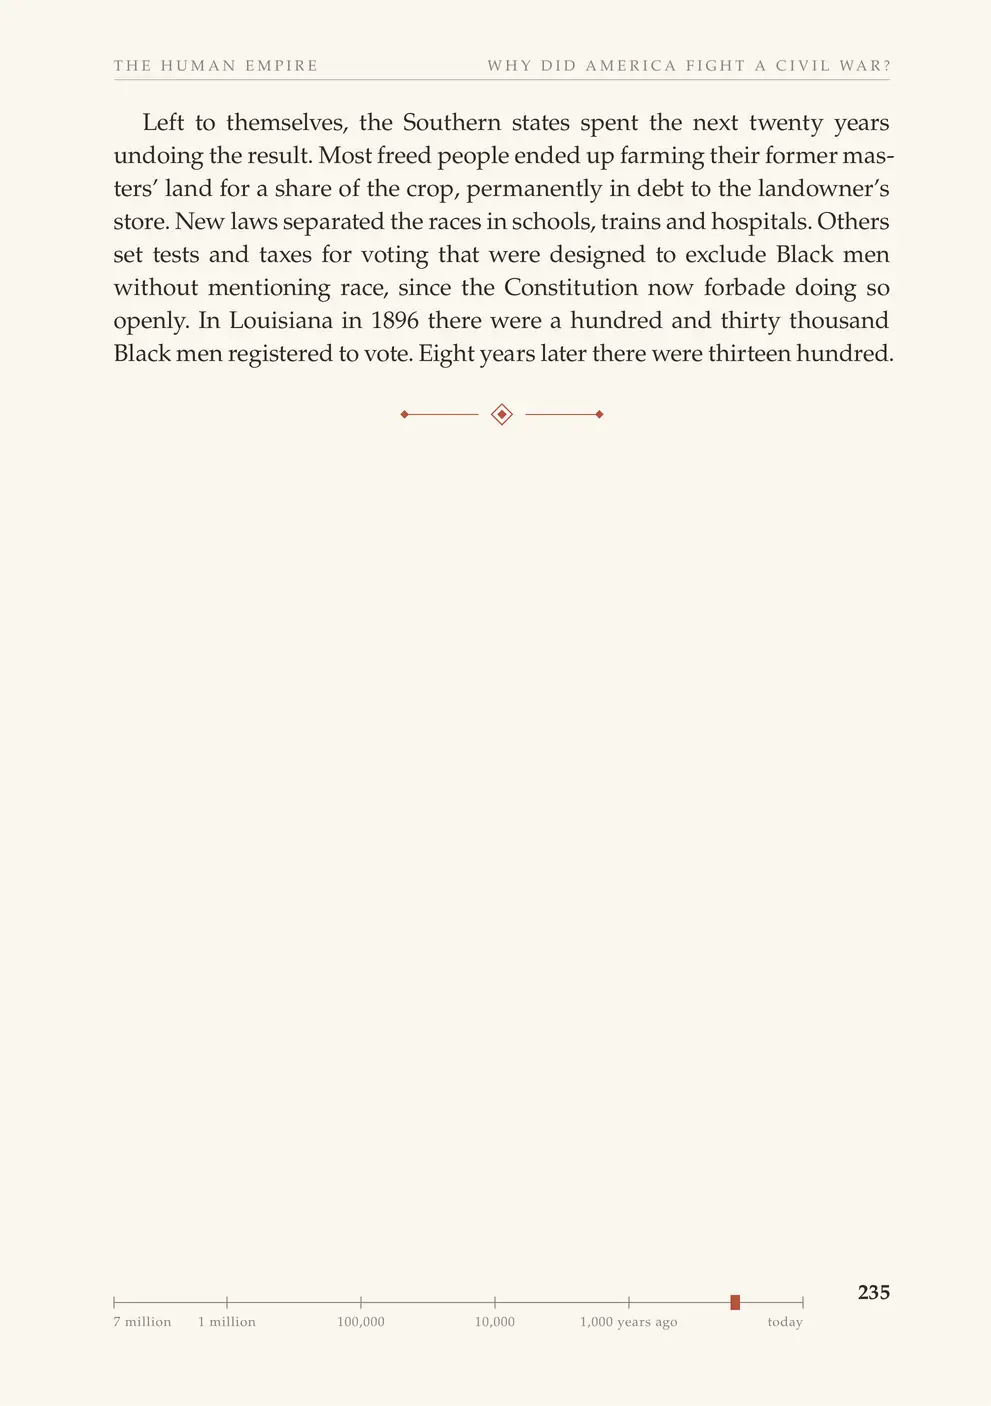 THE HUMAN EMPIRE
WHY DID AMERICA FIGHT A CIVIL WAR?
Left to themselves, the Southern states spent the next twenty years
undoing the result. Most freed people ended up farming their former mas-
ters’ land for a share of the crop, permanently in debt to the landowner’s
store. New laws separated the races in schools, trains and hospitals. Others
set tests and taxes for voting that were designed to exclude Black men
without mentioning race, since the Constitution now forbade doing so
openly. In Louisiana in 1896 there were a hundred and thirty thousand
Black men registered to vote. Eight years later there were thirteen hundred.
235
7 million 1 million 100,000 10,000 1,000 years ago today